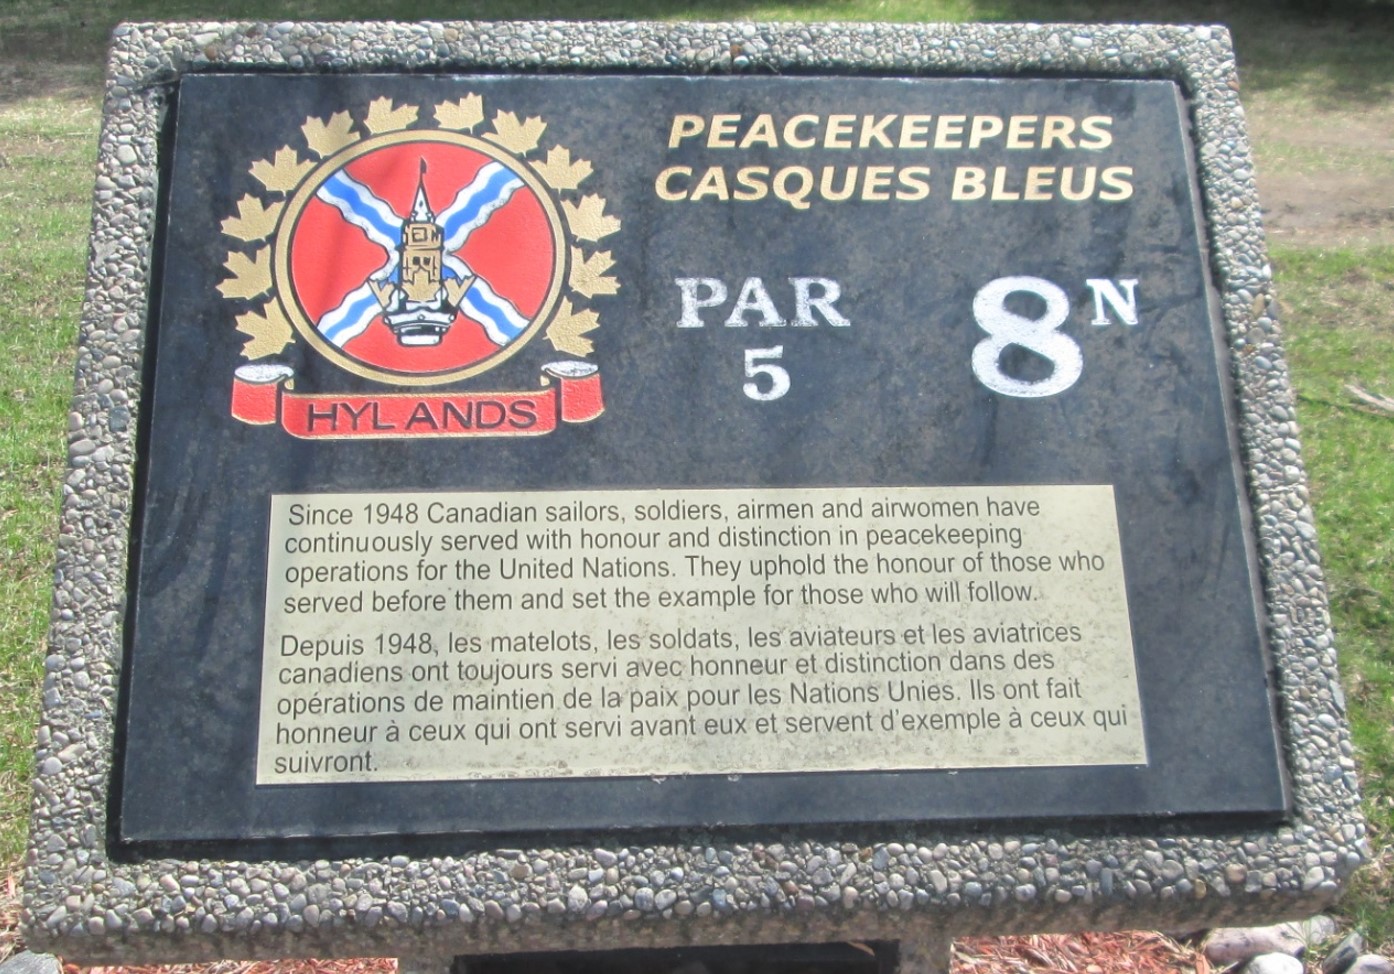 PEACEKEEPERS
CASQUES BLEUS
PAR
5
8N
HYLANDS
Since 1948 Canadian sailors, soldiers, airmen and airwomen have
continuously served with honour and distinction in peacekeeping
operations for the United Nations. They uphold the honour of those who
served before them and set the example for those who will follow.
Depuis 1948, les matelots, les soldats, les aviateurs et les aviatrices
canadiens ont toujours servi avec honneur et distinction dans des
opérations de maintien de la paix pour les Nations Unies. Ils ont fait
honneur à ceux qui ont servi avant eux et servent d'exemple à ceux qui
suivront.